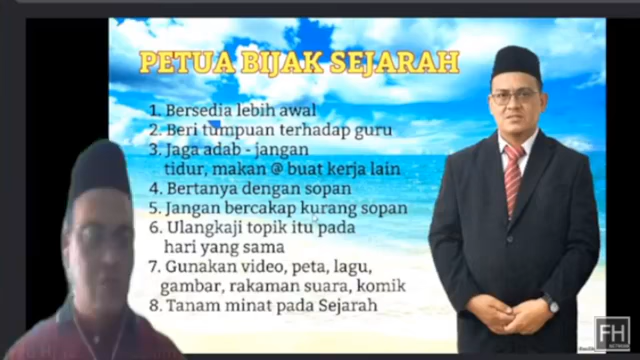 PETUA BIJAK SEJARAH
1. Bersedia lebih awal
2. Beri tumpuan terhadap guru
3. Jaga adab - jangan
tidur, makan @ buat kerja lain
4. Bertanya dengan sopan
5. Jangan bercakap kurang sopan
6. Ulangkaji topik itu pada
hari yang sama
7. Gunakan video, peta, lagu,
gambar, rakaman suara, komik
8. Tanam minat pada Sejarah
FH
NETWORK